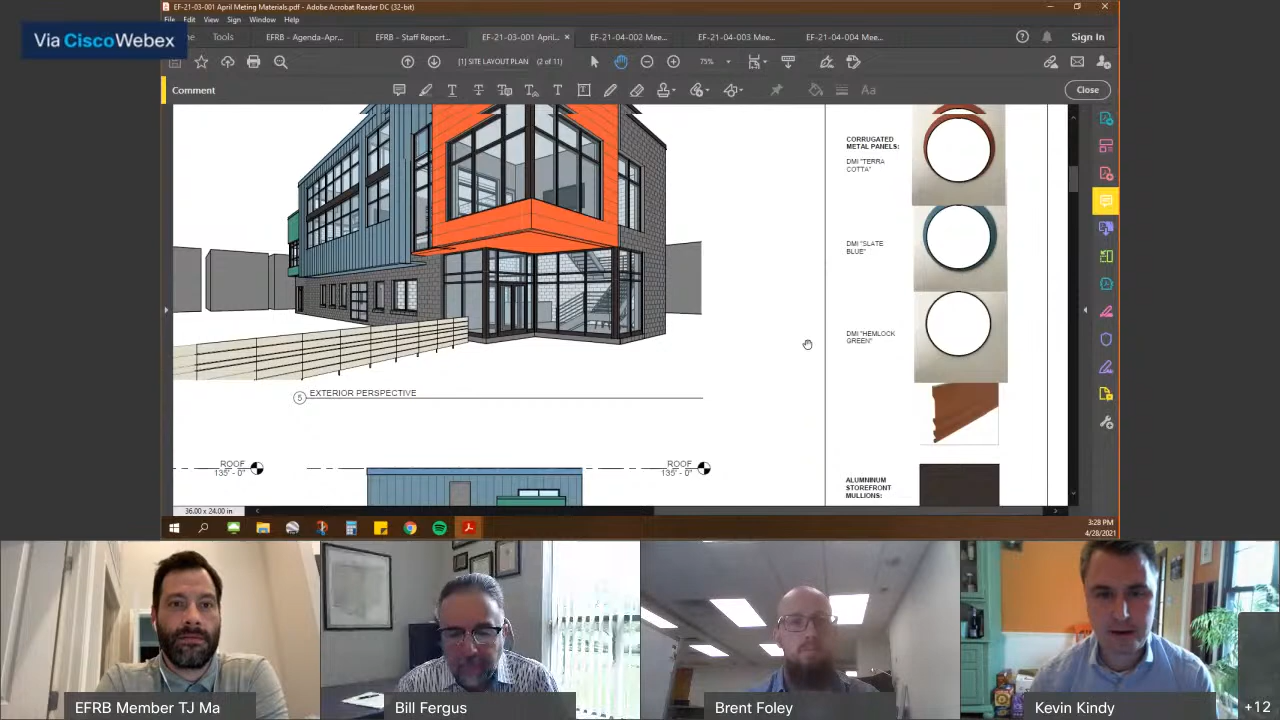 EF-21-03-001 April Meting Materials.pdf - Adobe Acrobat Reader DC (32-bit)
File Edit View Sign Window Help
Via CiscoWebex
Tools
EFRB - Agenda-Apr...
EFRB - Staff Report...
EF-21-03-001 April...
EF-21-04-002 Mee...
EF-21-04-003 Mee...
EF-21-04-004 Mee...
Sign In
[1] SITE LAYOUT PLAN (2 of 11)
75%
Comment
Close
CORRUGATED
METAL PANELS:
DMI "TERRA
COTTA"
DMI "SLATE
BLUE"
DMI "HEMLOCK
GREEN"
5 EXTERIOR PERSPECTIVE
ROOF
135' - 0"
ROOF
135' - 0"
ALUMNINUM
STOREFRONT
MULLIONS:
36.00 x 24.00 in
3:28 PM
4/28/2021
EFRB Member TJ Ma
Bill Fergus
Brent Foley
Kevin Kindy
+12